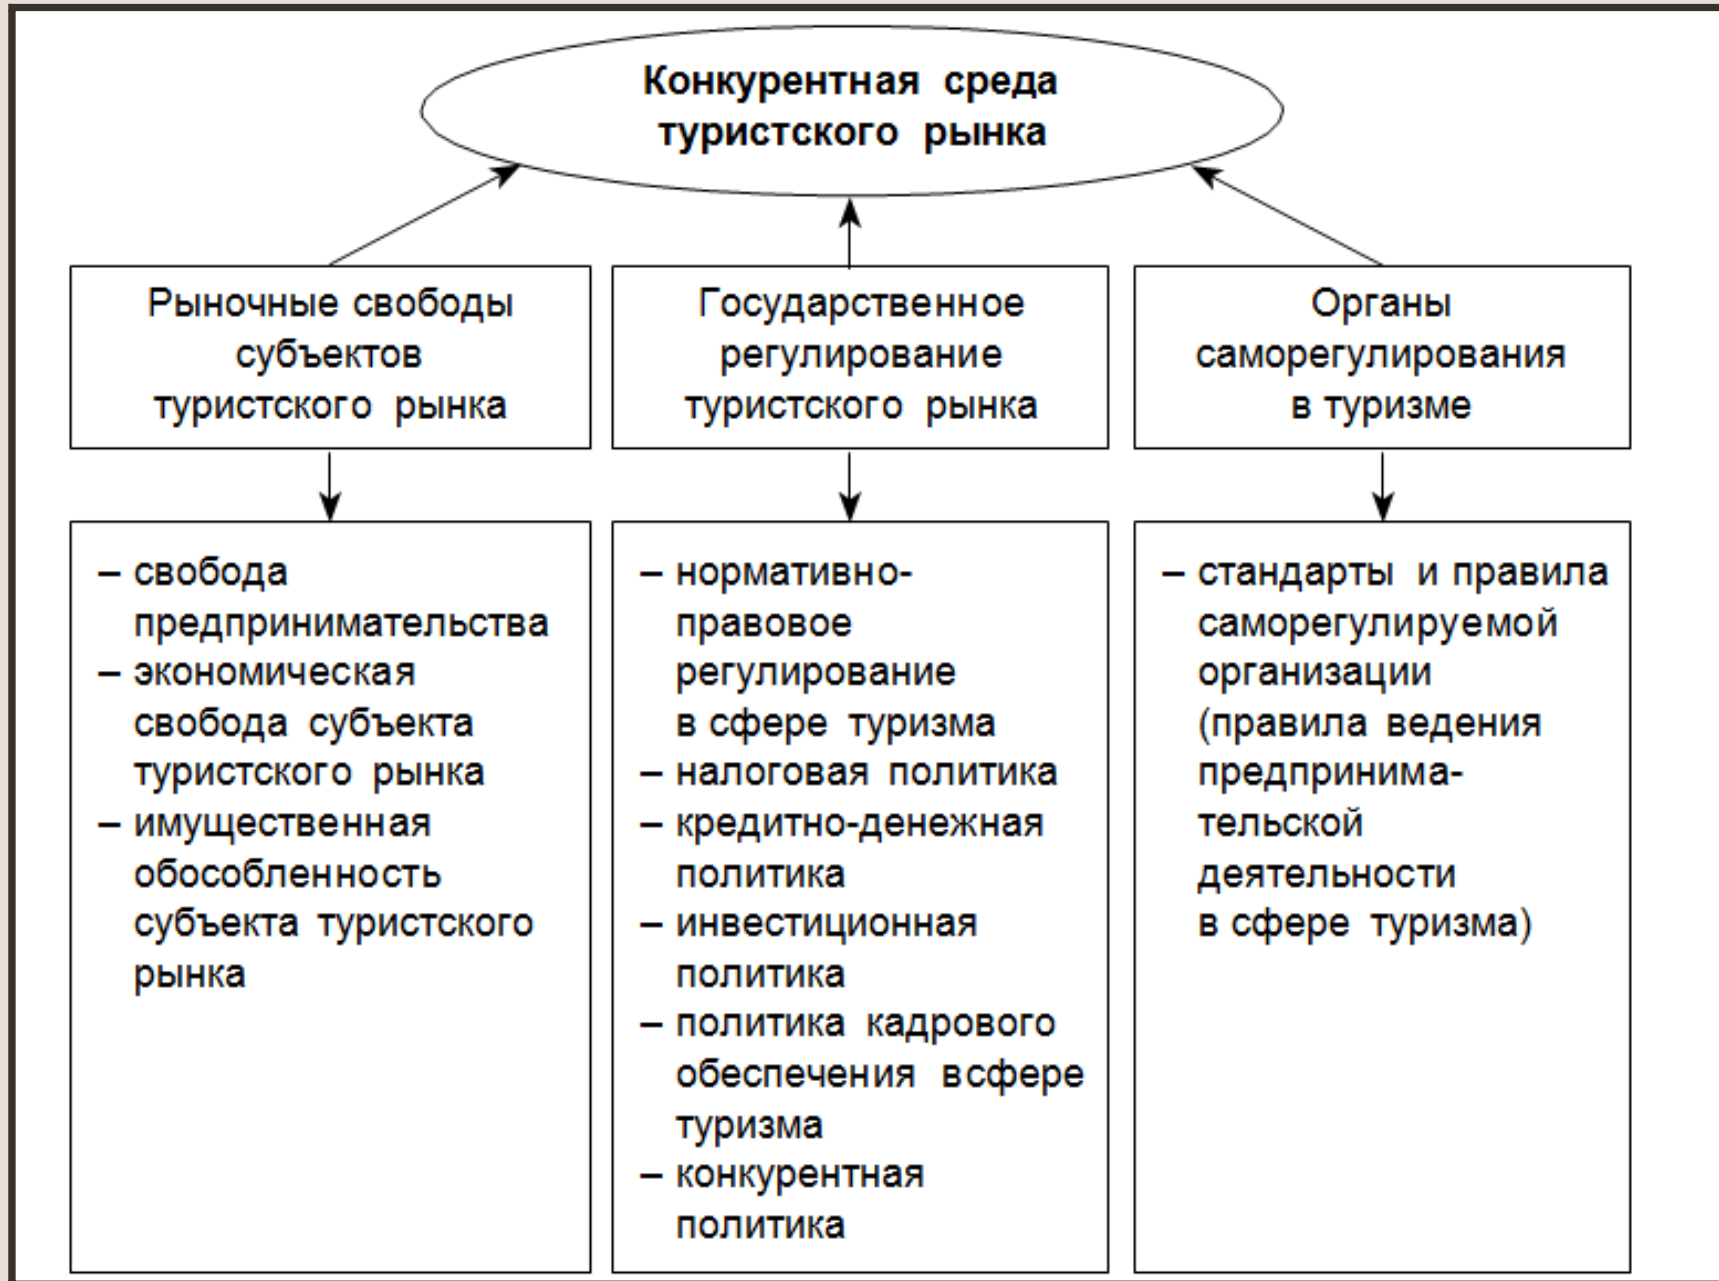 Конкурентная среда
туристского рынка
Рыночные свободы
субъектов
туристского рынка
Государственное
регулирование
туристского рынка
Органы
саморегулирования
в туризме
– свобода
предпринимательства
– экономическая
свобода субъекта
туристского рынка
– имущественная
обособленность
субъекта туристского
рынка
– нормативно-
правовое
регулирование
в сфере туризма
– налоговая политика
– кредитно-денежная
политика
– инвестиционная
политика
– политика кадрового
обеспечения всфере
туризма
– конкурентная
политика
– стандарты и правила
саморегулируемой
организации
(правила ведения
предпринима-
тельской
деятельности
в сфере туризма)